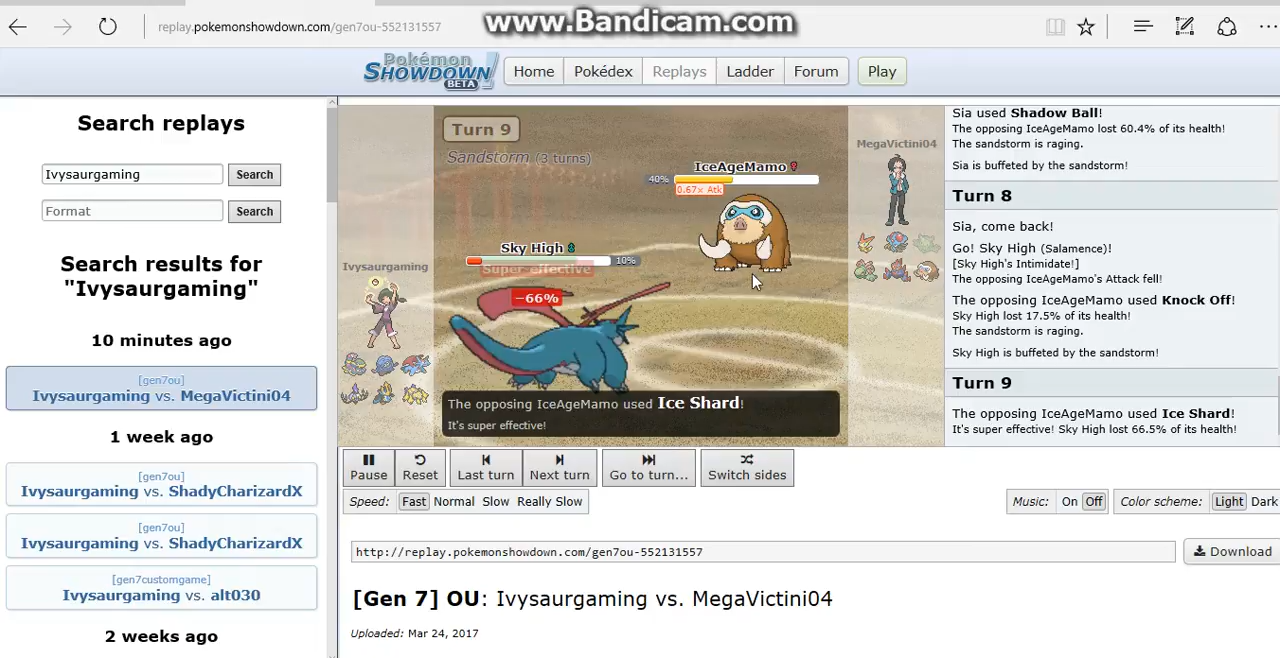 www.Bandicam.com
replay.pokemonshowdown.com/gen7ou-552131557
Pokémon
SHOWDOWN!
BETA
Home
Pokédex
Replays
Ladder
Forum
Play
Search replays
Ivysaurgaming
Search
Format
Search
Search results for
"Ivysaurgaming"
10 minutes ago
[gen7ou]
Ivysaurgaming vs. MegaVictini04
1 week ago
[gen7ou]
Ivysaurgaming vs. ShadyCharizardX
[gen7ou]
Ivysaurgaming vs. ShadyCharizardX
[gen7customgame]
Ivysaurgaming vs. alt030
2 weeks ago
Turn 9
Sandstorm (3 turns)
IceAgeMamo
40%
0.67× Atk
Sky High
10%
Super effective
−66%
Ivysaurgaming
MegaVictini04
The opposing IceAgeMamo used Ice Shard!
It's super effective!
Sia used Shadow Ball!
The opposing IceAgeMamo lost 60.4% of its health!
The sandstorm is raging.
Sia is buffeted by the sandstorm!
Turn 8
Sia, come back!
Go! Sky High (Salamence)!
[Sky High's Intimidate!]
The opposing IceAgeMamo's Attack fell!
The opposing IceAgeMamo used Knock Off!
Sky High lost 17.5% of its health!
The sandstorm is raging.
Sky High is buffeted by the sandstorm!
Turn 9
The opposing IceAgeMamo used Ice Shard!
It's super effective! Sky High lost 66.5% of its health!
Pause
Reset
Last turn
Next turn
Go to turn...
Switch sides
Speed: Fast Normal Slow Really Slow
Music: On Off
Color scheme: Light Dark
http://replay.pokemonshowdown.com/gen7ou-552131557
Download
[Gen 7] OU: Ivysaurgaming vs. MegaVictini04
Uploaded: Mar 24, 2017